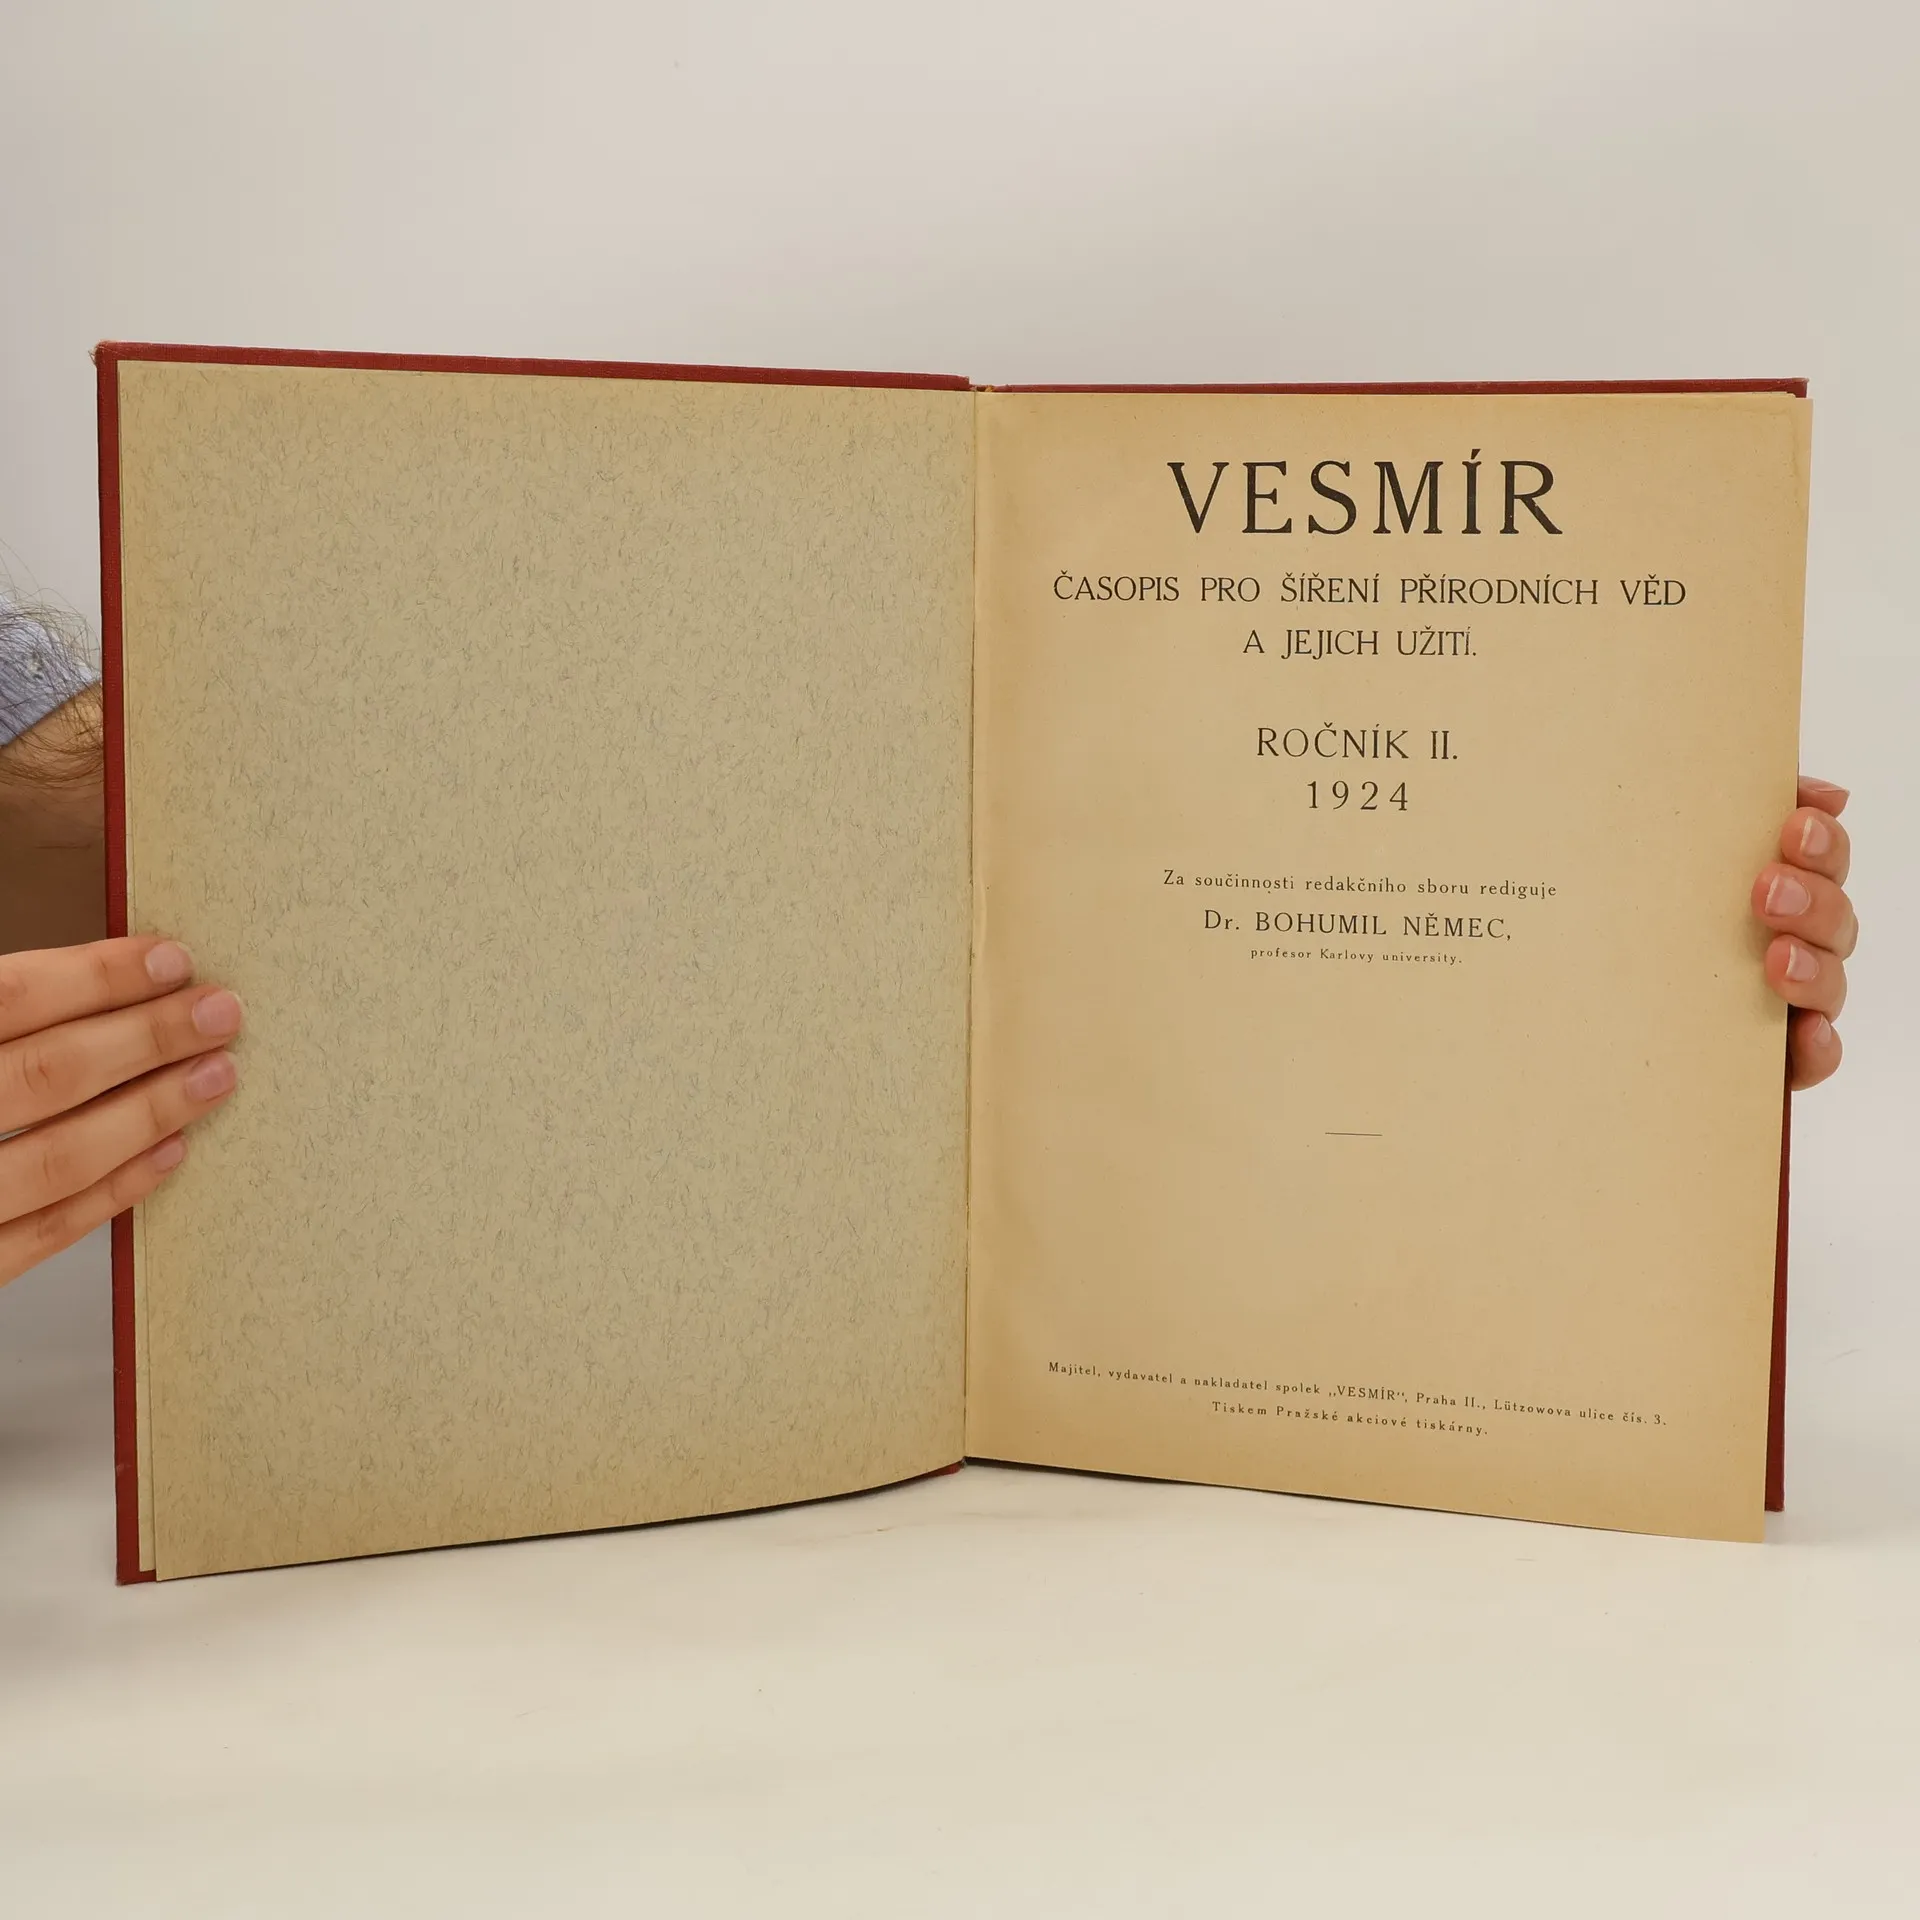 VESMÍR
ČASOPIS PRO ŠÍŘENÍ PŘÍRODNÍCH VĚD
A JEJICH UŽITÍ.
ROČNÍK II.
1924
Za součinnosti redakčního sboru rediguje
Dr. BOHUMIL NĚMEC,
profesor Karlovy university.
Majitel, vydavatel a nakladatel spolek „VESMÍR“, Praha II., Lützowova ulice čís. 3.
Tiskem Pražské akciové tiskárny.